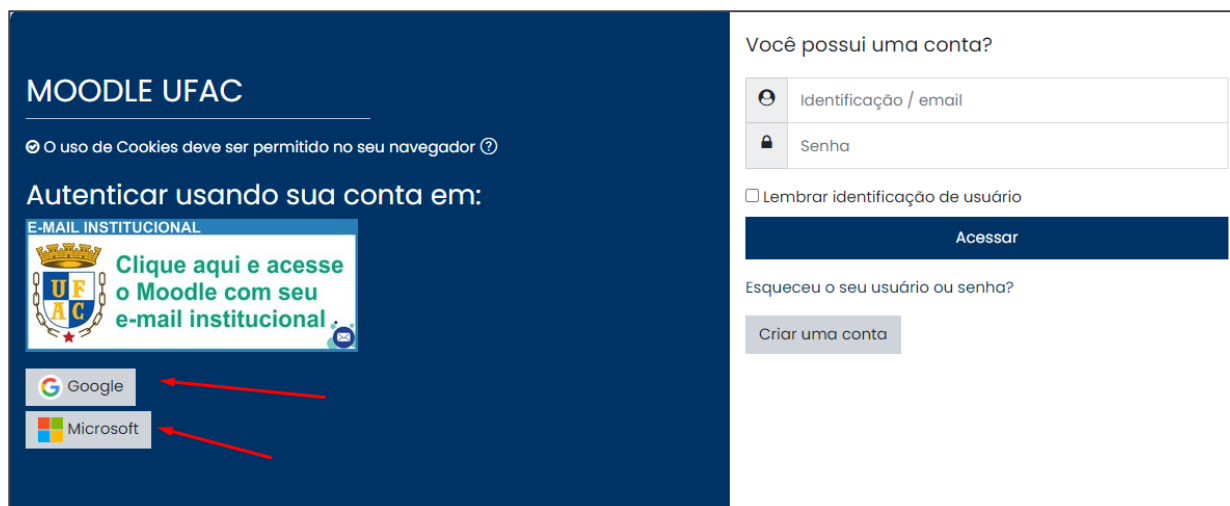 MOODLE UFAC
O uso de Cookies deve ser permitido no seu navegador
Autenticar usando sua conta em:
E-MAIL INSTITUCIONAL
U F
A C
Clique aqui e acesse
o Moodle com seu
e-mail institucional
Google
Microsoft
Você possui uma conta?
Identificação / email
Senha
Lembrar identificação de usuário
Acessar
Esqueceu o seu usuário ou senha?
Criar uma conta